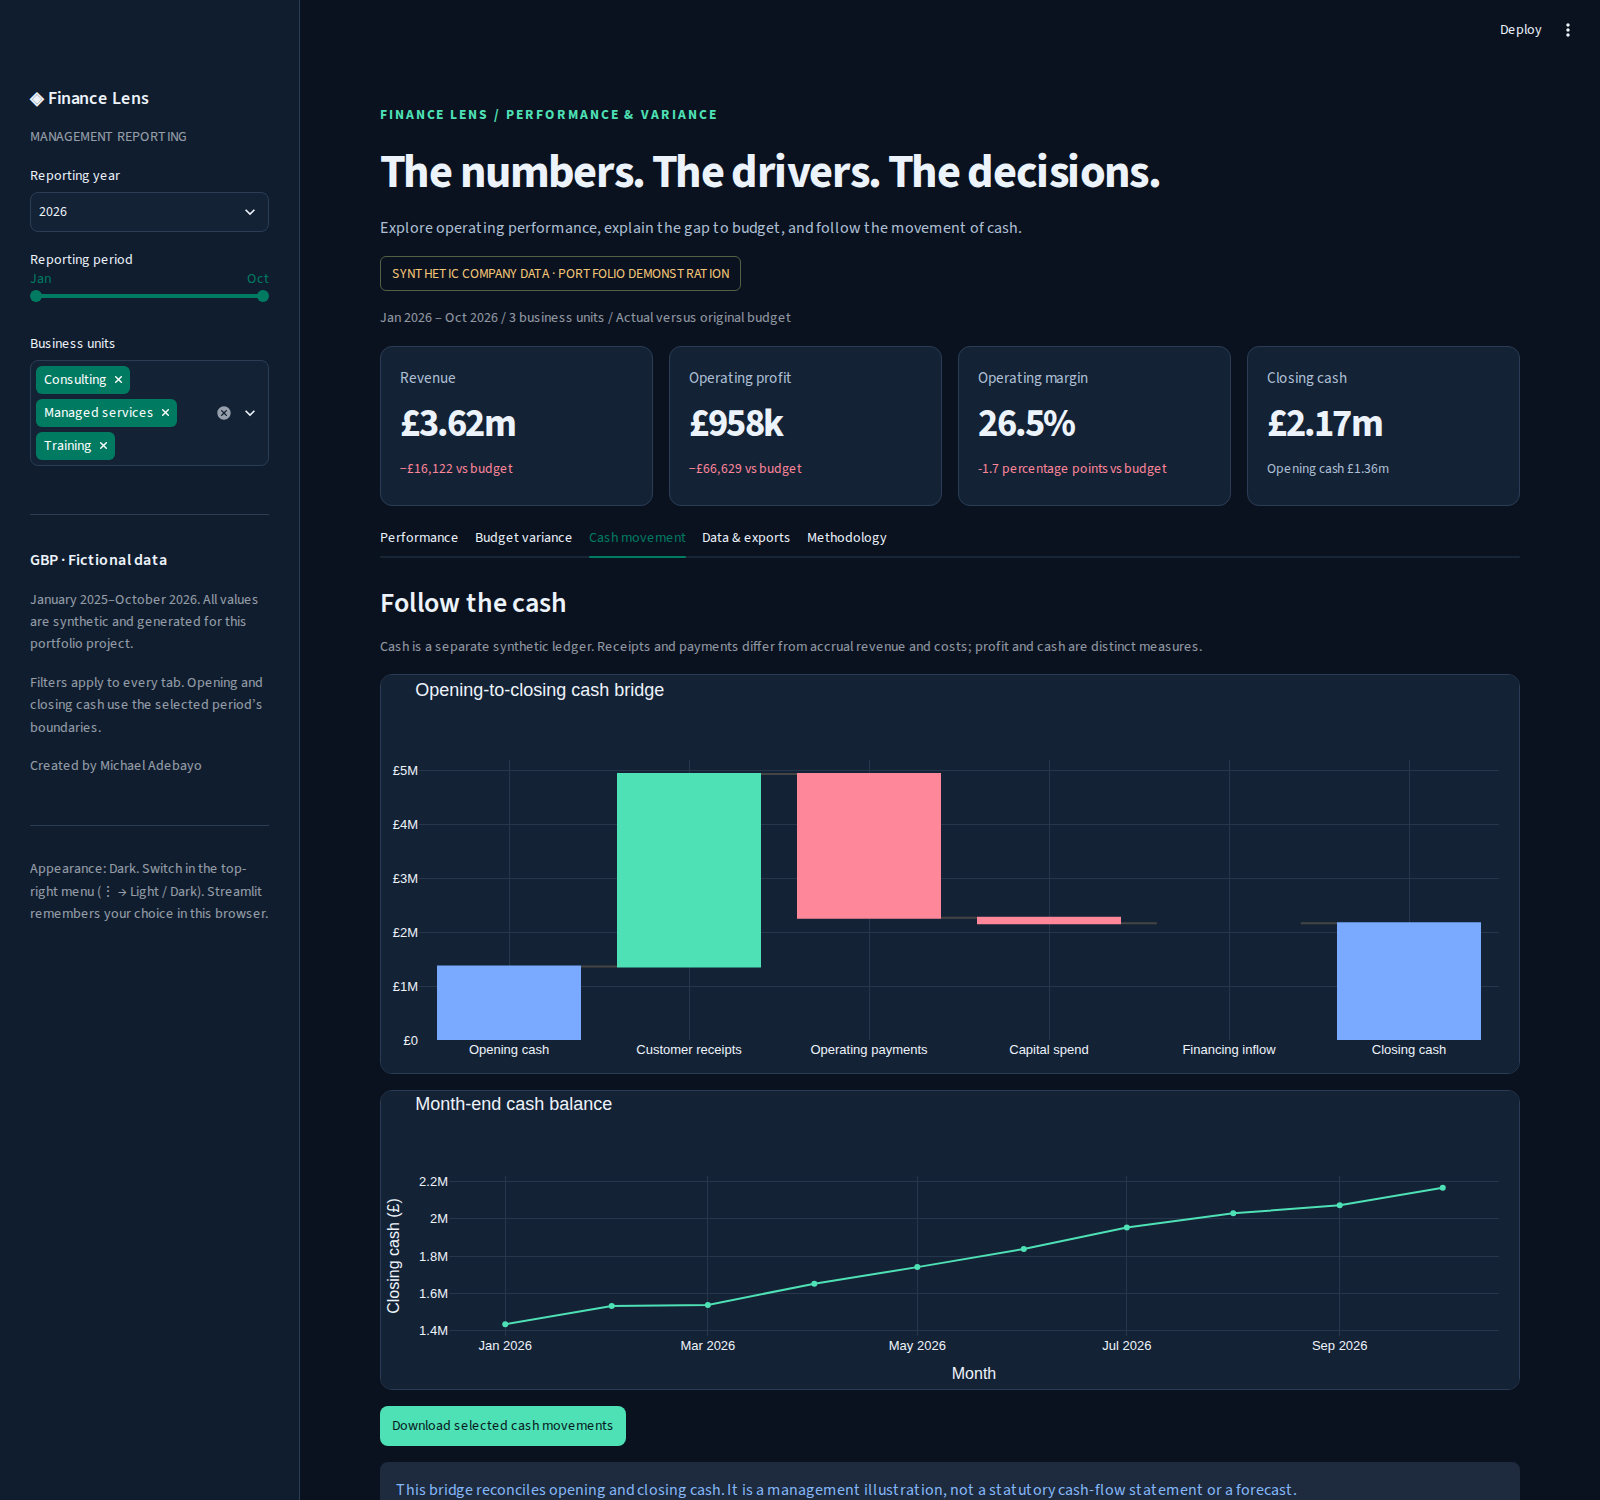 Deploy
◈ Finance Lens
MANAGEMENT REPORTING
Reporting year
2026
Reporting period
Jan Oct
Business units
Consulting ×
Managed services ×
Training ×
GBP · Fictional data
January 2025–October 2026. All values
are synthetic and generated for this
portfolio project.
Filters apply to every tab. Opening and
closing cash use the selected period's
boundaries.
Created by Michael Adebayo
Appearance: Dark. Switch in the top-
right menu (⋮ → Light / Dark). Streamlit
remembers your choice in this browser.
FINANCE LENS / PERFORMANCE & VARIANCE
The numbers. The drivers. The decisions.
Explore operating performance, explain the gap to budget, and follow the movement of cash.
SYNTHETIC COMPANY DATA · PORTFOLIO DEMONSTRATION
Jan 2026 – Oct 2026 / 3 business units / Actual versus original budget
Revenue
£3.62m
−£16,122 vs budget
Operating profit
£958k
−£66,629 vs budget
Operating margin
26.5%
-1.7 percentage points vs budget
Closing cash
£2.17m
Opening cash £1.36m
Performance Budget variance Cash movement Data & exports Methodology
Follow the cash
Cash is a separate synthetic ledger. Receipts and payments differ from accrual revenue and costs; profit and cash are distinct measures.
Opening-to-closing cash bridge
£5M
£4M
£3M
£2M
£1M
£0
Opening cash Customer receipts Operating payments Capital spend Financing inflow Closing cash
Month-end cash balance
Closing cash (£)
2.2M
2M
1.8M
1.6M
1.4M
Jan 2026 Mar 2026 May 2026 Jul 2026 Sep 2026
Month
Download selected cash movements
This bridge reconciles opening and closing cash. It is a management illustration, not a statutory cash-flow statement or a forecast.